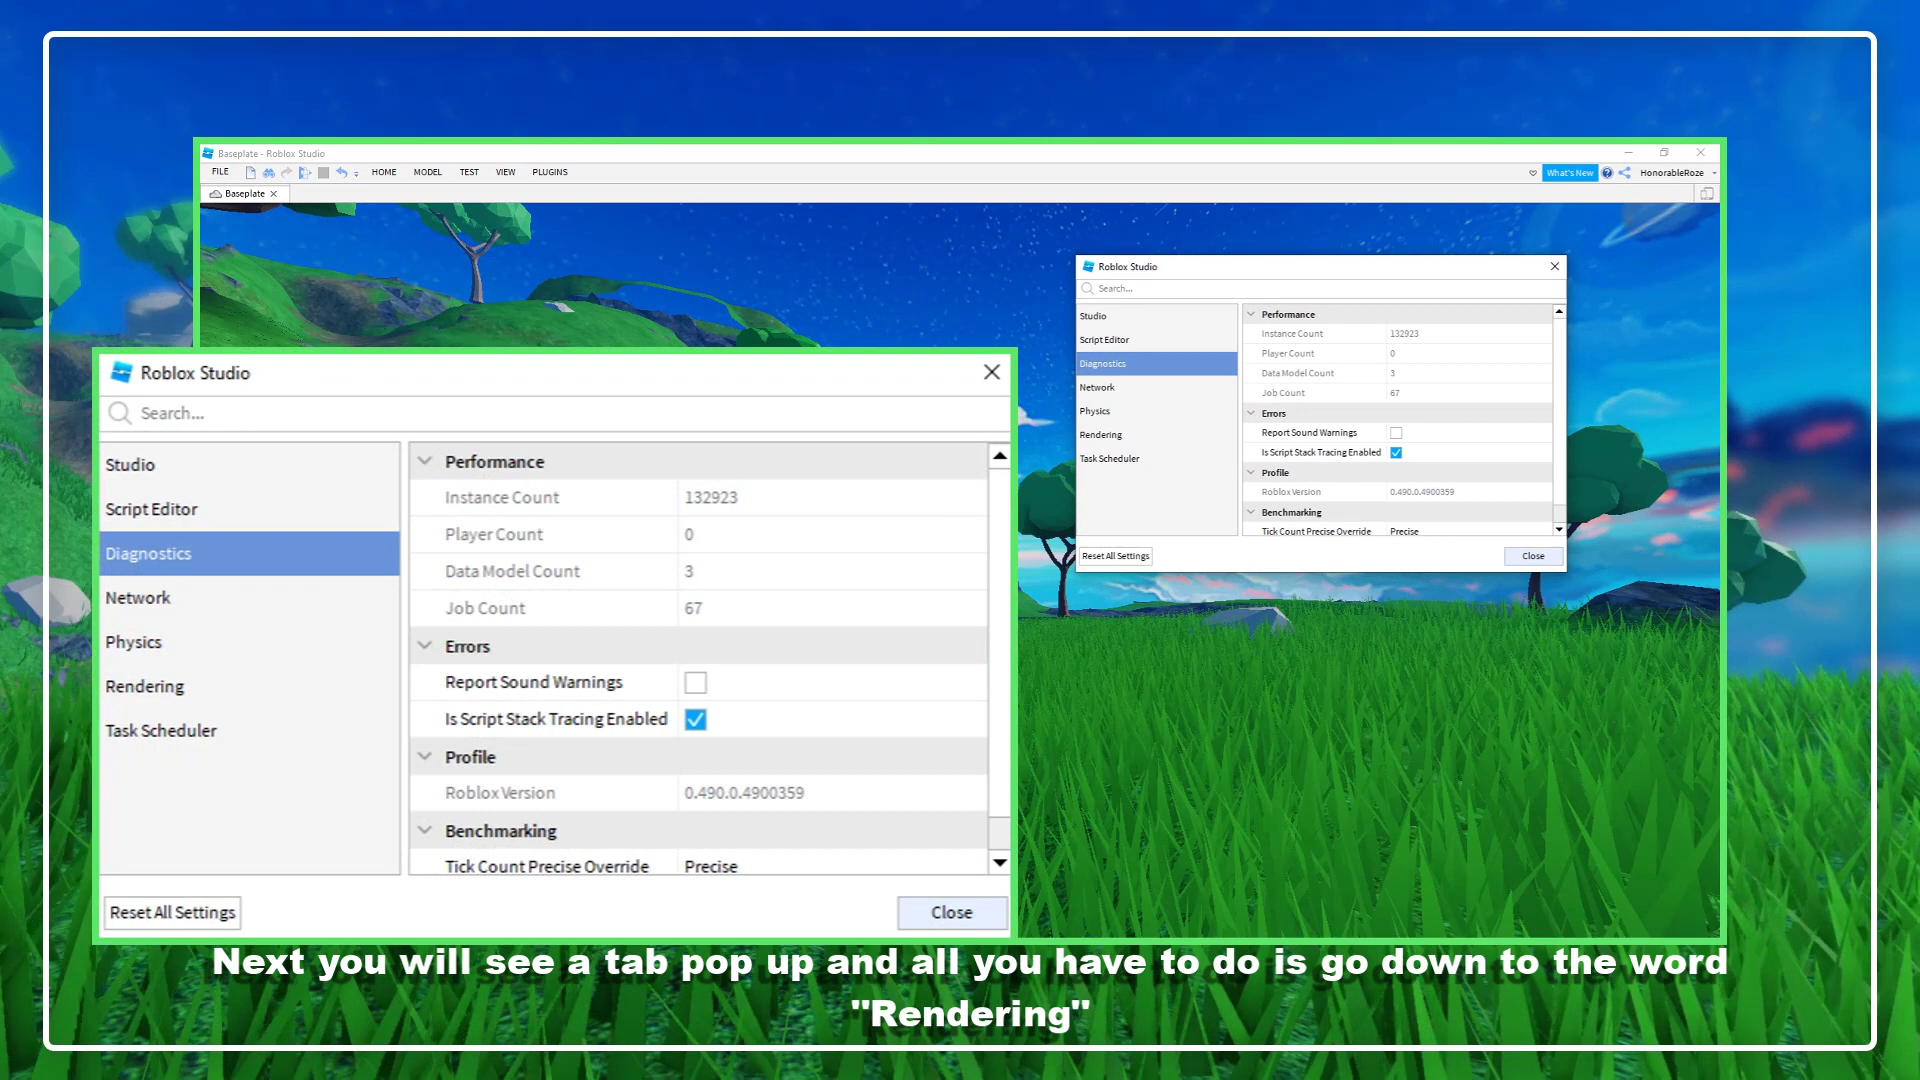 Baseplate - Roblox Studio
FILE HOME MODEL TEST VIEW PLUGINS What's New HonorableRoze
Baseplate
Roblox Studio
Search...
Studio
Script Editor
Diagnostics
Network
Physics
Rendering
Task Scheduler
Performance
Instance Count 132923
Player Count 0
Data Model Count 3
Job Count 67
Errors
Report Sound Warnings
Is Script Stack Tracing Enabled
Profile
Roblox Version 0.490.0.4900359
Benchmarking
Tick Count Precise Override Precise
Reset All Settings Close
Roblox Studio
Search...
Studio
Script Editor
Diagnostics
Network
Physics
Rendering
Task Scheduler
Performance
Instance Count 132923
Player Count 0
Data Model Count 3
Job Count 67
Errors
Report Sound Warnings
Is Script Stack Tracing Enabled
Profile
Roblox Version 0.490.0.4900359
Benchmarking
Tick Count Precise Override Precise
Reset All Settings Close
Next you will see a tab pop up and all you have to do is go down to the word
"Rendering"